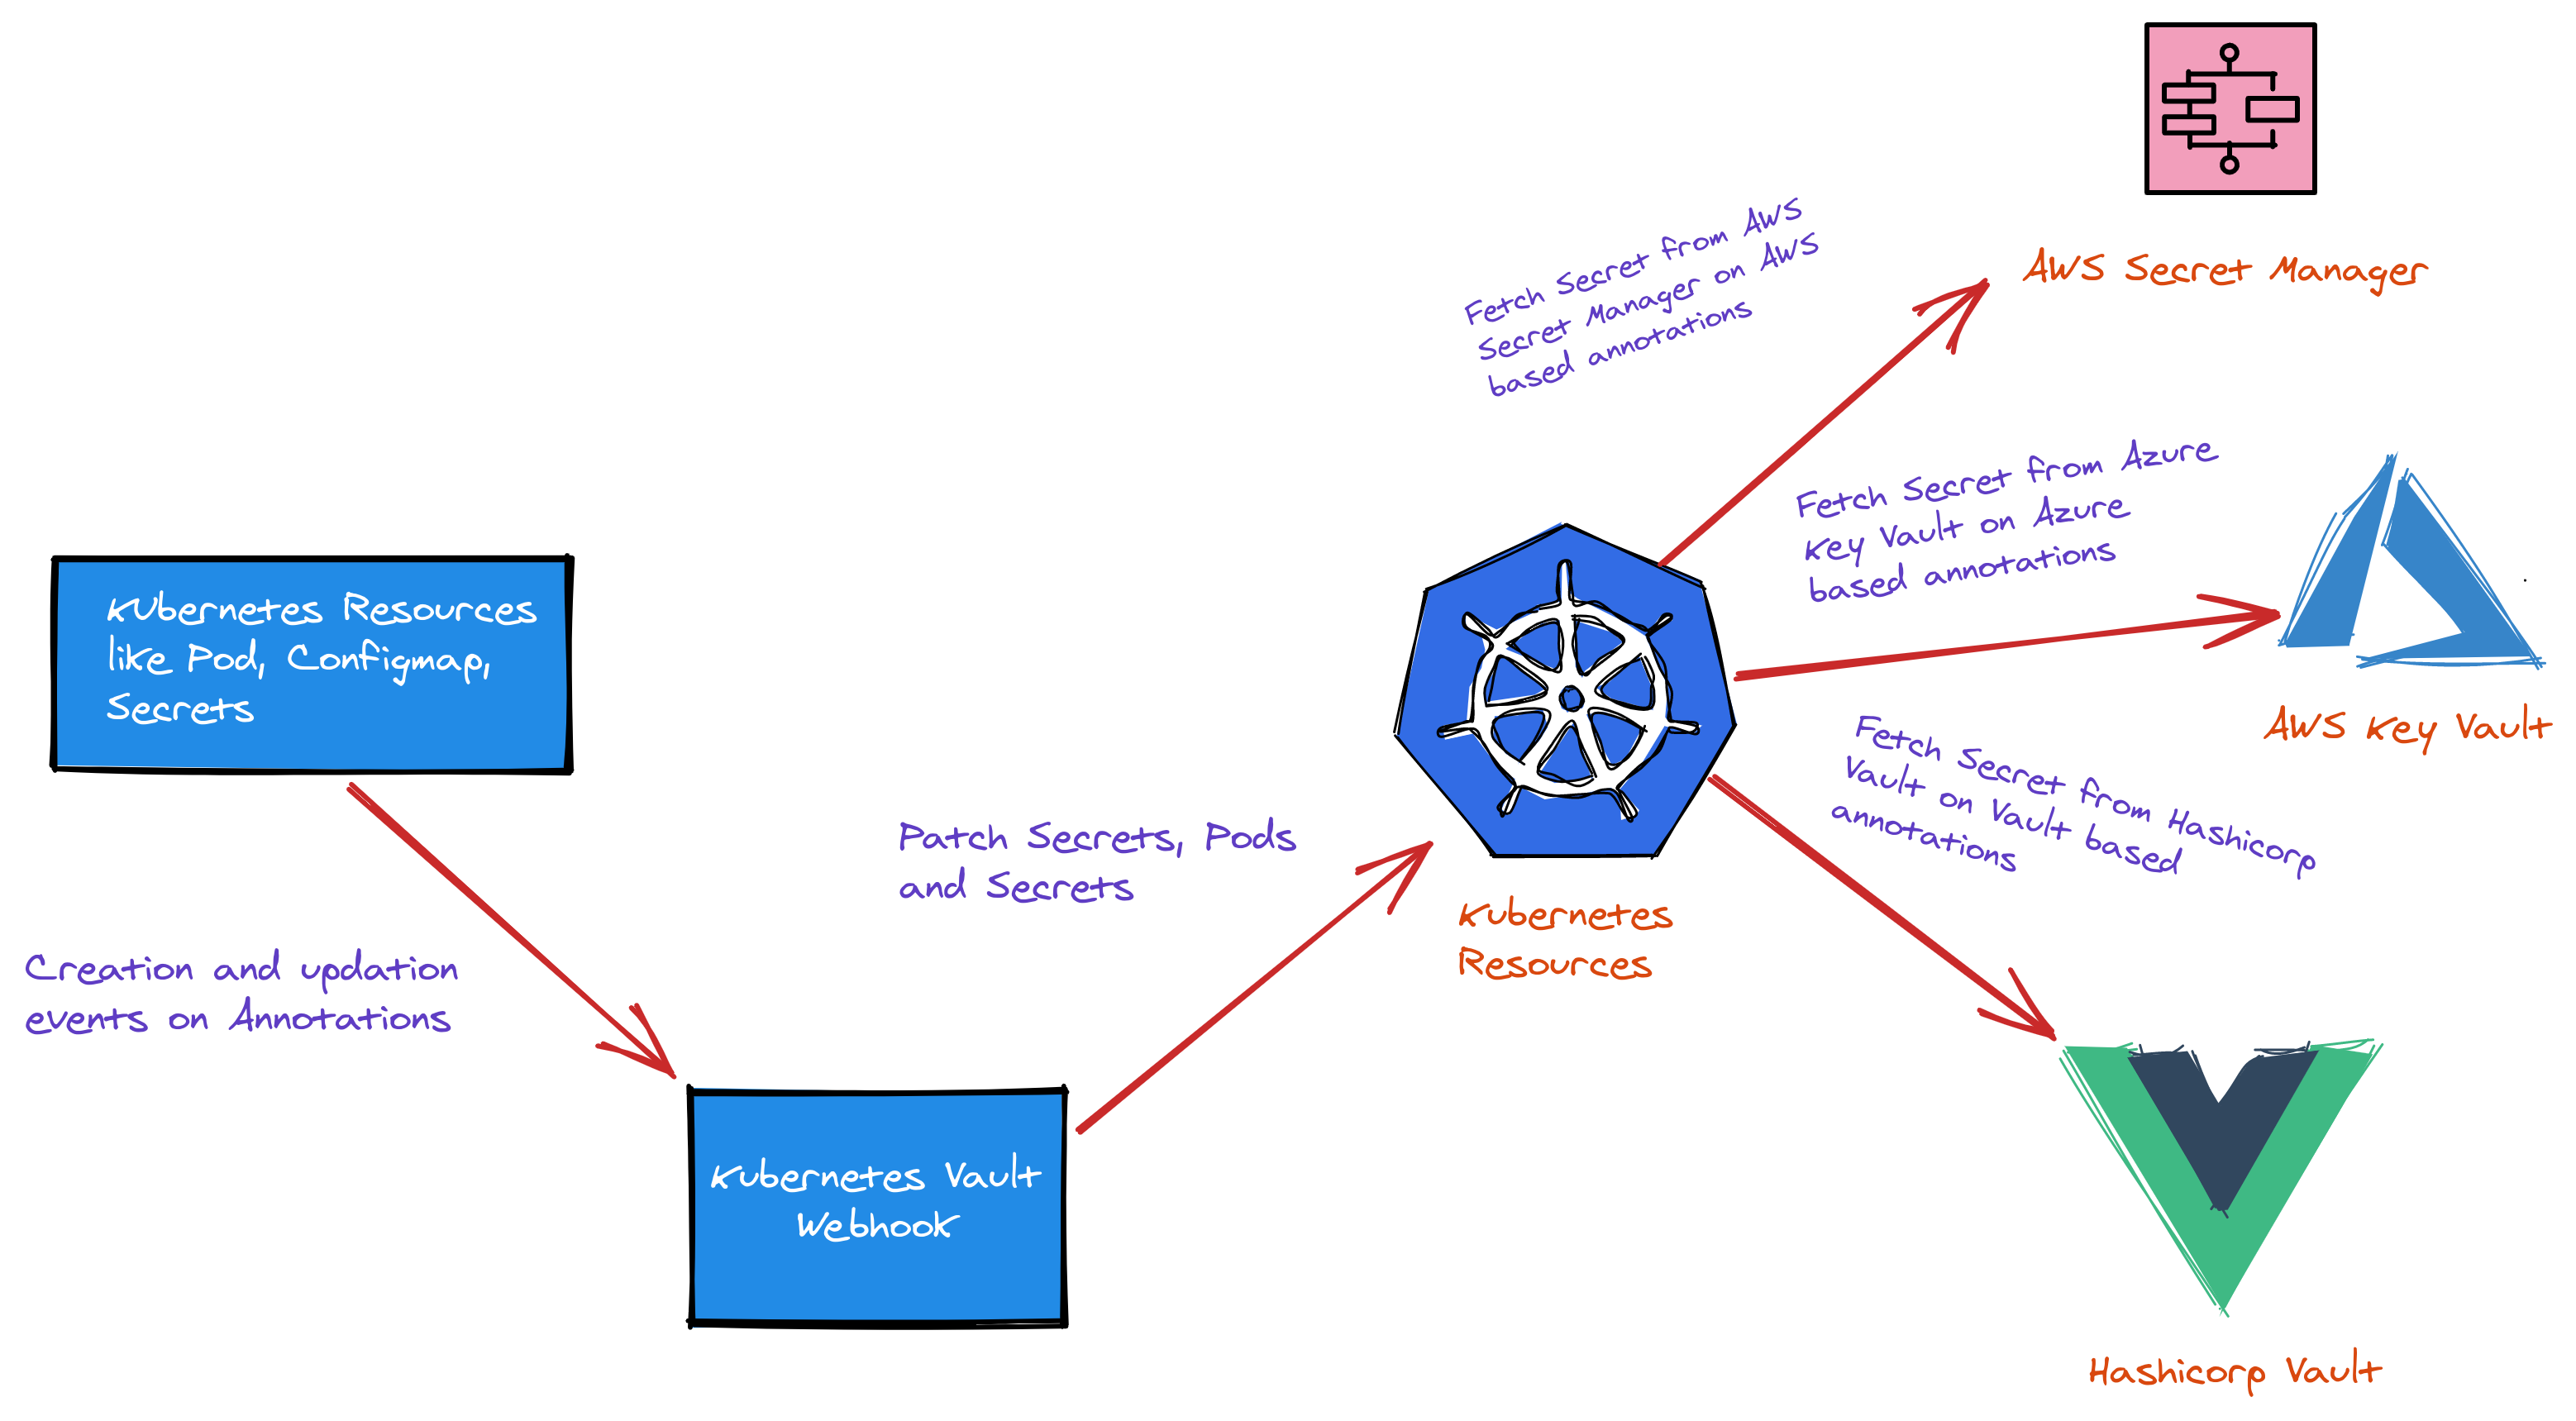 KUbernetes Resources
like Pod, Configmap,
Secrets
Creation and updation
events on Annotations
Kubernetes Vault
Webhook
Patch Secrets, Pods
and Secrets
Kubernetes
Resources
Fetch Secret from AWS
Secret Manager on AWS
based annotations
AWS Secret Manager
Fetch Secret from Azure
Key Vault on Azure
based annotations
AWS Key Vault
Fetch Secret from Hashicorp
Vault on Vault based
annotations
Hashicorp Vault